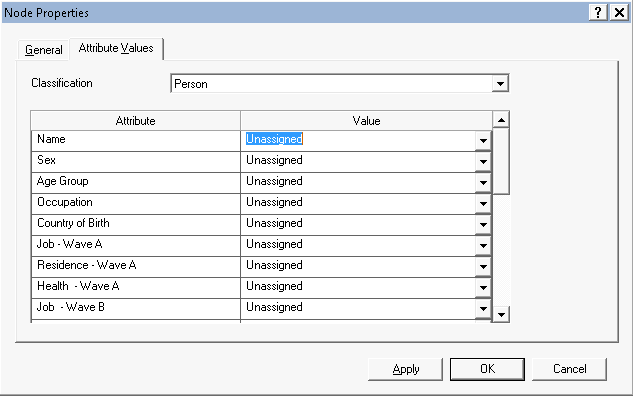 Node Properties
General Attribute Values
Classification Person
Attribute Value
Name Unassigned
Sex Unassigned
Age Group Unassigned
Occupation Unassigned
Country of Birth Unassigned
Job - Wave A Unassigned
Residence - Wave A Unassigned
Health - Wave A Unassigned
Job - Wave B Unassigned
Apply OK Cancel